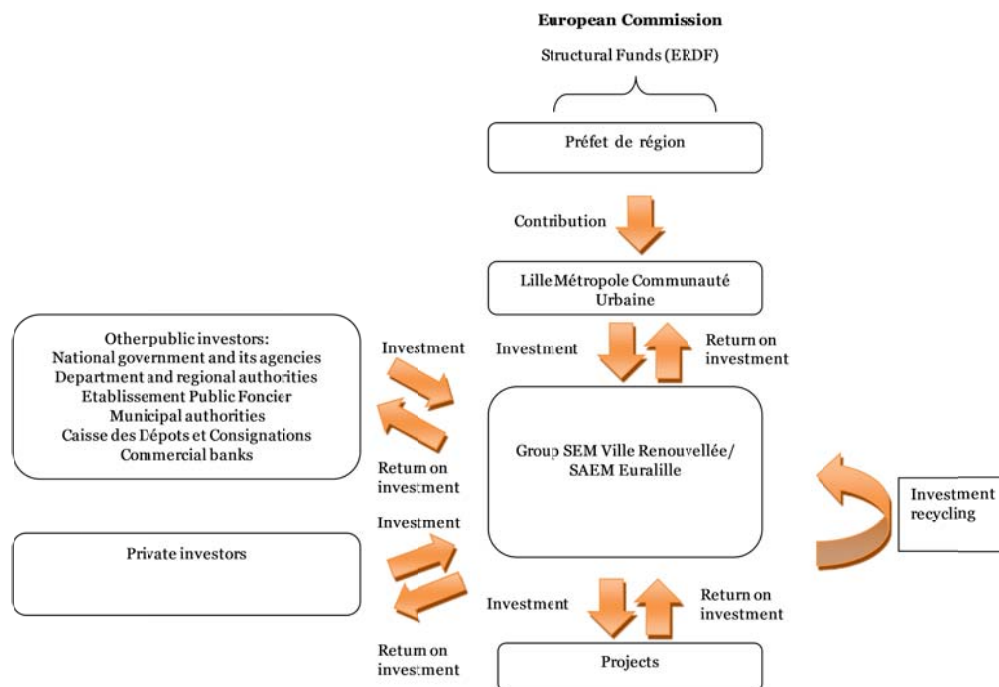 European Commission
Structural Funds (ERDF)
Préfet de région
Contribution
Lille Métropole Communauté
Urbaine
Other public investors:
National government and its agencies
Department and regional authorities
Etablissement Public Foncier
Municipal authorities
Caisse des Dépots et Consignations
Commercial banks
Investment
Return on
investment
Investment
Return on
investment
Group SEM Ville Renouvellée/
SAEM Euralille
Investment
recycling
Private investors
Investment
Return on
investment
Investment
Return on
investment
Projects